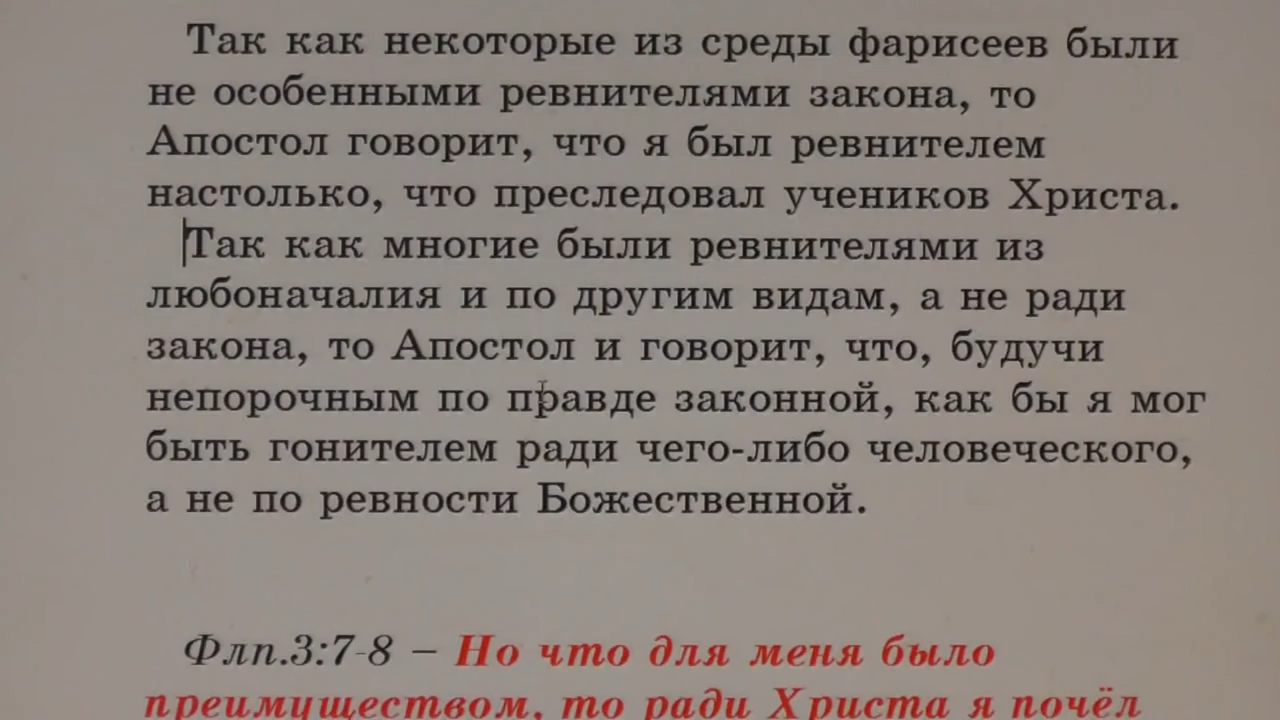 Так как некоторые из среды фарисеев были
не особенными ревнителями закона, то
Апостол говорит, что я был ревнителем
настолько, что преследовал учеников Христа.
Так как многие были ревнителями из
любоначалия и по другим видам, а не ради
закона, то Апостол и говорит, что, будучи
непорочным по правде законной, как бы я мог
быть гонителем ради чего-либо человеческого,
а не по ревности Божественной.
Флп.3:7-8 – Но что для меня было
преимуществом, то ради Христа я почёл